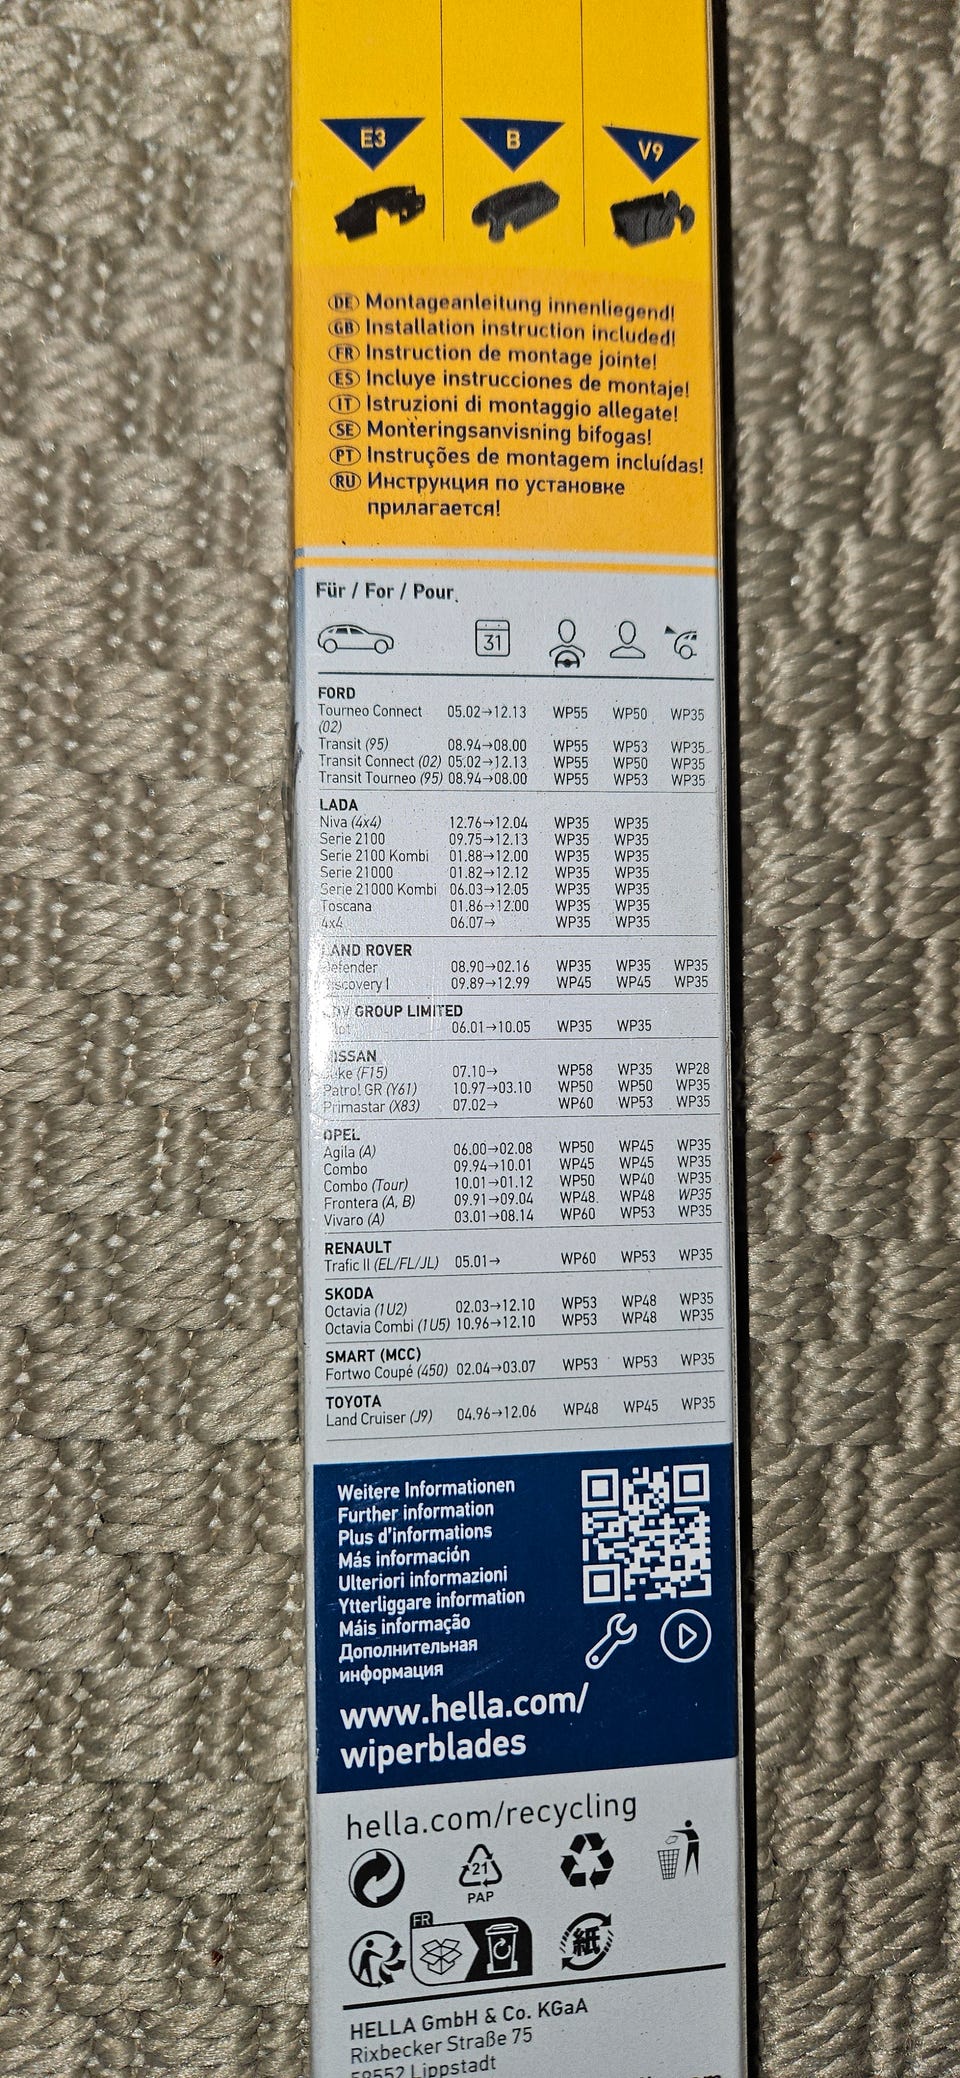 E3 B V9
DE Montageanleitung innenliegend!
GB Installation instruction included!
FR Instruction de montage jointe!
ES Incluye instrucciones de montaje!
IT Istruzioni di montaggio allegate!
SE Monteringsanvisning bifogas!
PT Instruções de montagem incluídas!
RU Инструкция по установке
прилагается!
Für / For / Pour
31
FORD
Tourneo Connect 05.02→12.13 WP55 WP50 WP35
(02)
Transit (95) 08.94→08.00 WP55 WP53 WP35
Transit Connect (02) 05.02→12.13 WP55 WP50 WP35
Transit Tourneo (95) 08.94→08.00 WP55 WP53 WP35
LADA
Niva (4x4) 12.76→12.04 WP35 WP35
Serie 2100 09.75→12.13 WP35 WP35
Serie 2100 Kombi 01.88→12.00 WP35 WP35
Serie 21000 01.82→12.12 WP35 WP35
Serie 21000 Kombi 06.03→12.05 WP35 WP35
Toscana 01.86→12.00 WP35 WP35
4x4 06.07→ WP35 WP35
LAND ROVER
Defender 08.90→02.16 WP35 WP35 WP35
Discovery I 09.89→12.99 WP45 WP45 WP35
LDV GROUP LIMITED
06.01→10.05 WP35 WP35
NISSAN
Juke (F15) 07.10→ WP58 WP35 WP28
Patrol GR (Y61) 10.97→03.10 WP50 WP50 WP35
Primastar (X83) 07.02→ WP60 WP53 WP35
OPEL
Agila (A) 06.00→02.08 WP50 WP45 WP35
Combo 09.94→10.01 WP45 WP45 WP35
Combo (Tour) 10.01→01.12 WP50 WP40 WP35
Frontera (A, B) 09.91→09.04 WP48 WP48 WP35
Vivaro (A) 03.01→08.14 WP60 WP53 WP35
RENAULT
Trafic II (EL/FL/JL) 05.01→ WP60 WP53 WP35
SKODA
Octavia (1U2) 02.03→12.10 WP53 WP48 WP35
Octavia Combi (1U5) 10.96→12.10 WP53 WP48 WP35
SMART (MCC)
Fortwo Coupé (450) 02.04→03.07 WP53 WP53 WP35
TOYOTA
Land Cruiser (J9) 04.96→12.06 WP48 WP45 WP35
Weitere Informationen
Further information
Plus d'informations
Más información
Ulteriori informazioni
Ytterliggare information
Máis informação
Дополнительная
информация
www.hella.com/
wiperblades
hella.com/recycling
21
PAP
FR
紙
HELLA GmbH & Co. KGaA
Rixbecker Straße 75
59552 Lippstadt